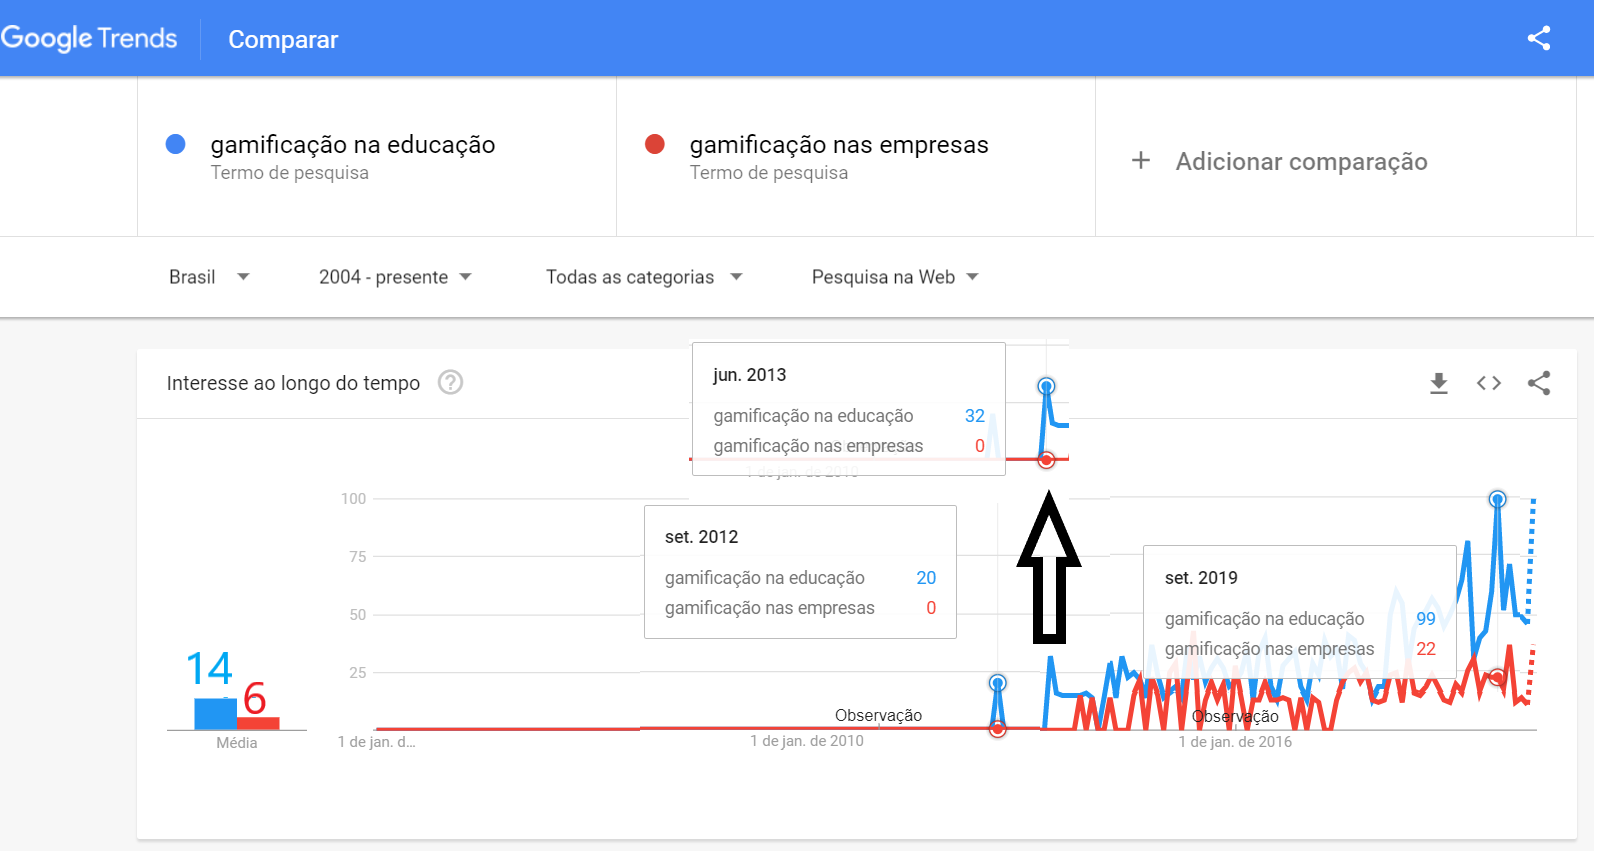 Google Trends
Comparar
gamificação na educação
Termo de pesquisa
gamificação nas empresas
Termo de pesquisa
+ Adicionar comparação
Brasil
2004 - presente
Todas as categorias
Pesquisa na Web
Interesse ao longo do tempo ?
jun. 2013
gamificação na educação 32
gamificação nas empresas 0
1 de jan. de 2010
set. 2012
gamificação na educação 20
gamificação nas empresas 0
set. 2019
gamificação na educação 99
gamificação nas empresas 22
100
75
50
25
14
6
Média
Observação
Observação
1 de jan. d...
1 de jan. de 2010
1 de jan. de 2016